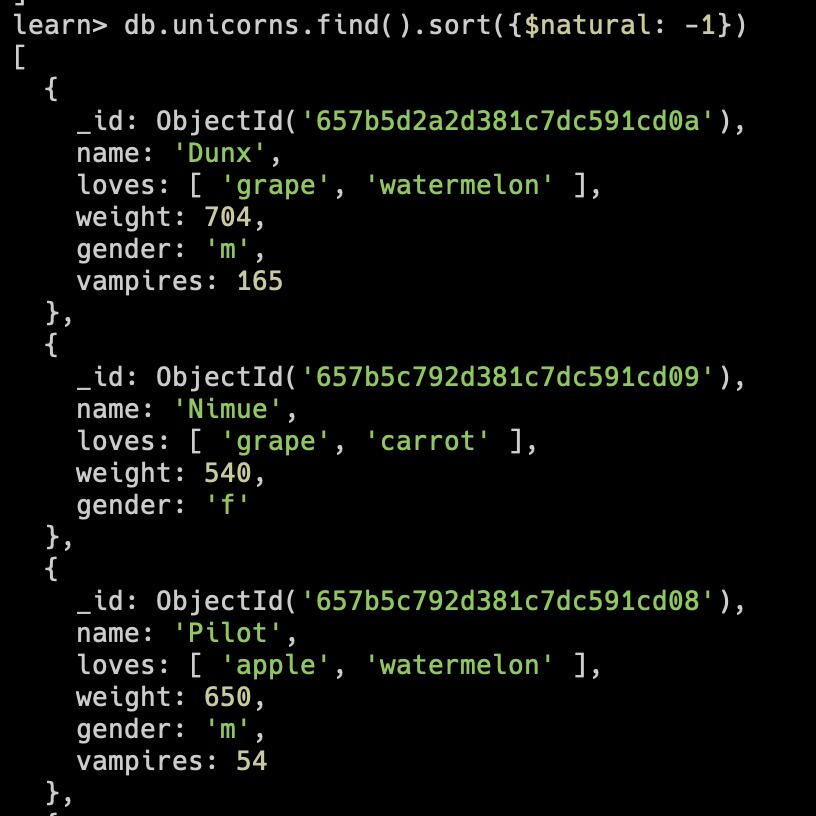 ]
learn> db.unicorns.find().sort({$natural: -1})
[
  {
    _id: ObjectId('657b5d2a2d381c7dc591cd0a'),
    name: 'Dunx',
    loves: [ 'grape', 'watermelon' ],
    weight: 704,
    gender: 'm',
    vampires: 165
  },
  {
    _id: ObjectId('657b5c792d381c7dc591cd09'),
    name: 'Nimue',
    loves: [ 'grape', 'carrot' ],
    weight: 540,
    gender: 'f'
  },
  {
    _id: ObjectId('657b5c792d381c7dc591cd08'),
    name: 'Pilot',
    loves: [ 'apple', 'watermelon' ],
    weight: 650,
    gender: 'm',
    vampires: 54
  },
  {